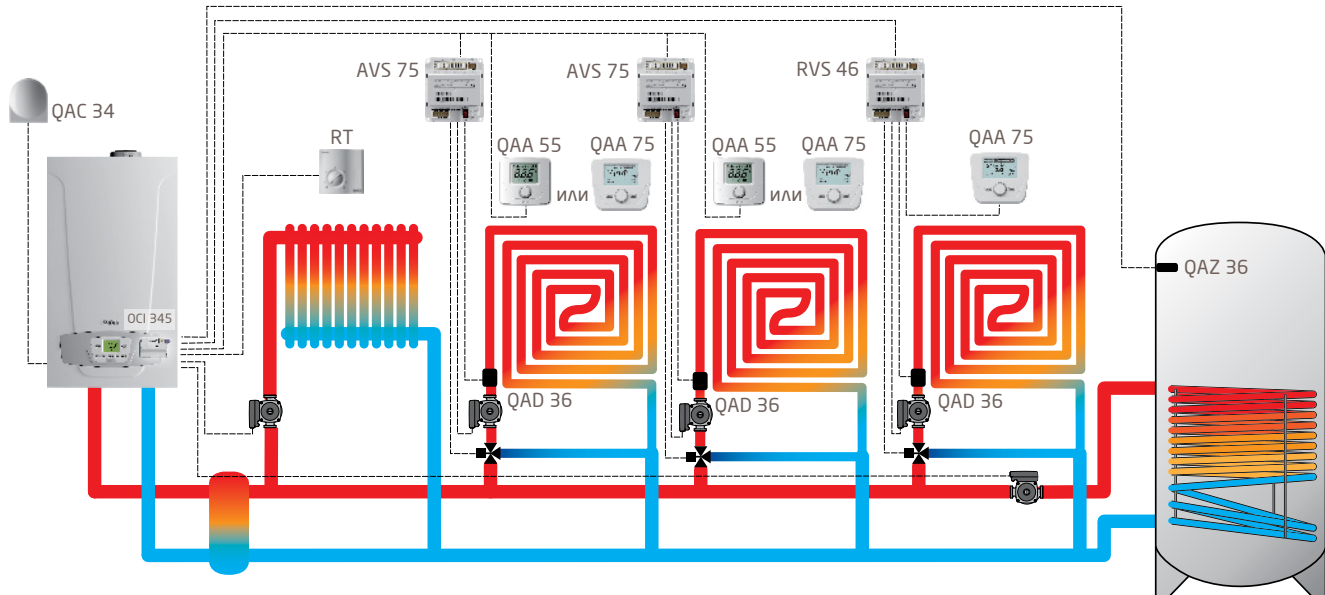 AVS 75
AVS 75
RVS 46
QAC 34
RT
QAA 55
или
QAA 75
QAA 55
или
QAA 75
QAA 75
QAZ 36
OCI 345
QAD 36
QAD 36
QAD 36